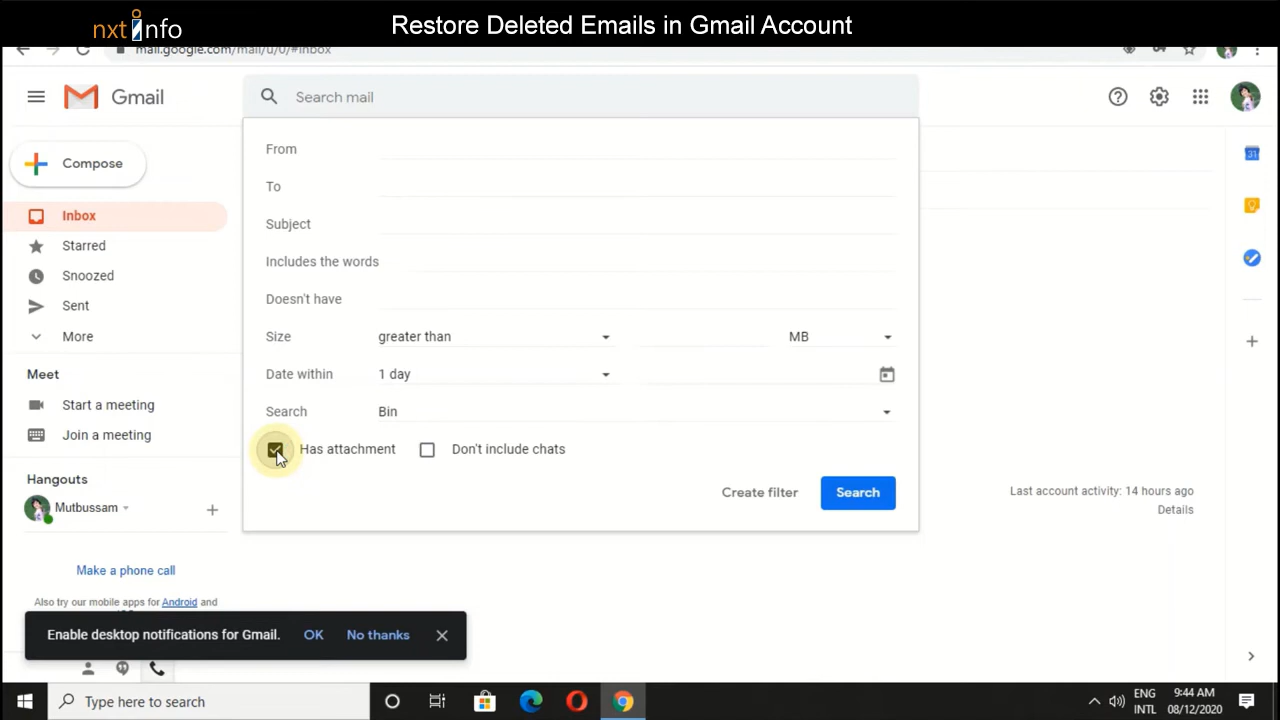 nxt info
Restore Deleted Emails in Gmail Account
mail.google.com/mail/u/0/#inbox
Gmail
Search mail
Compose
Inbox
Starred
Snoozed
Sent
More
Meet
Start a meeting
Join a meeting
Hangouts
Mutbussam
Make a phone call
Also try our mobile apps for Android and
From
To
Subject
Includes the words
Doesn't have
Size greater than MB
Date within 1 day
Search Bin
Has attachment Don't include chats
Create filter Search
31
Last account activity: 14 hours ago
Details
Enable desktop notifications for Gmail. OK No thanks
Type here to search
ENG
INTL
9:44 AM
08/12/2020